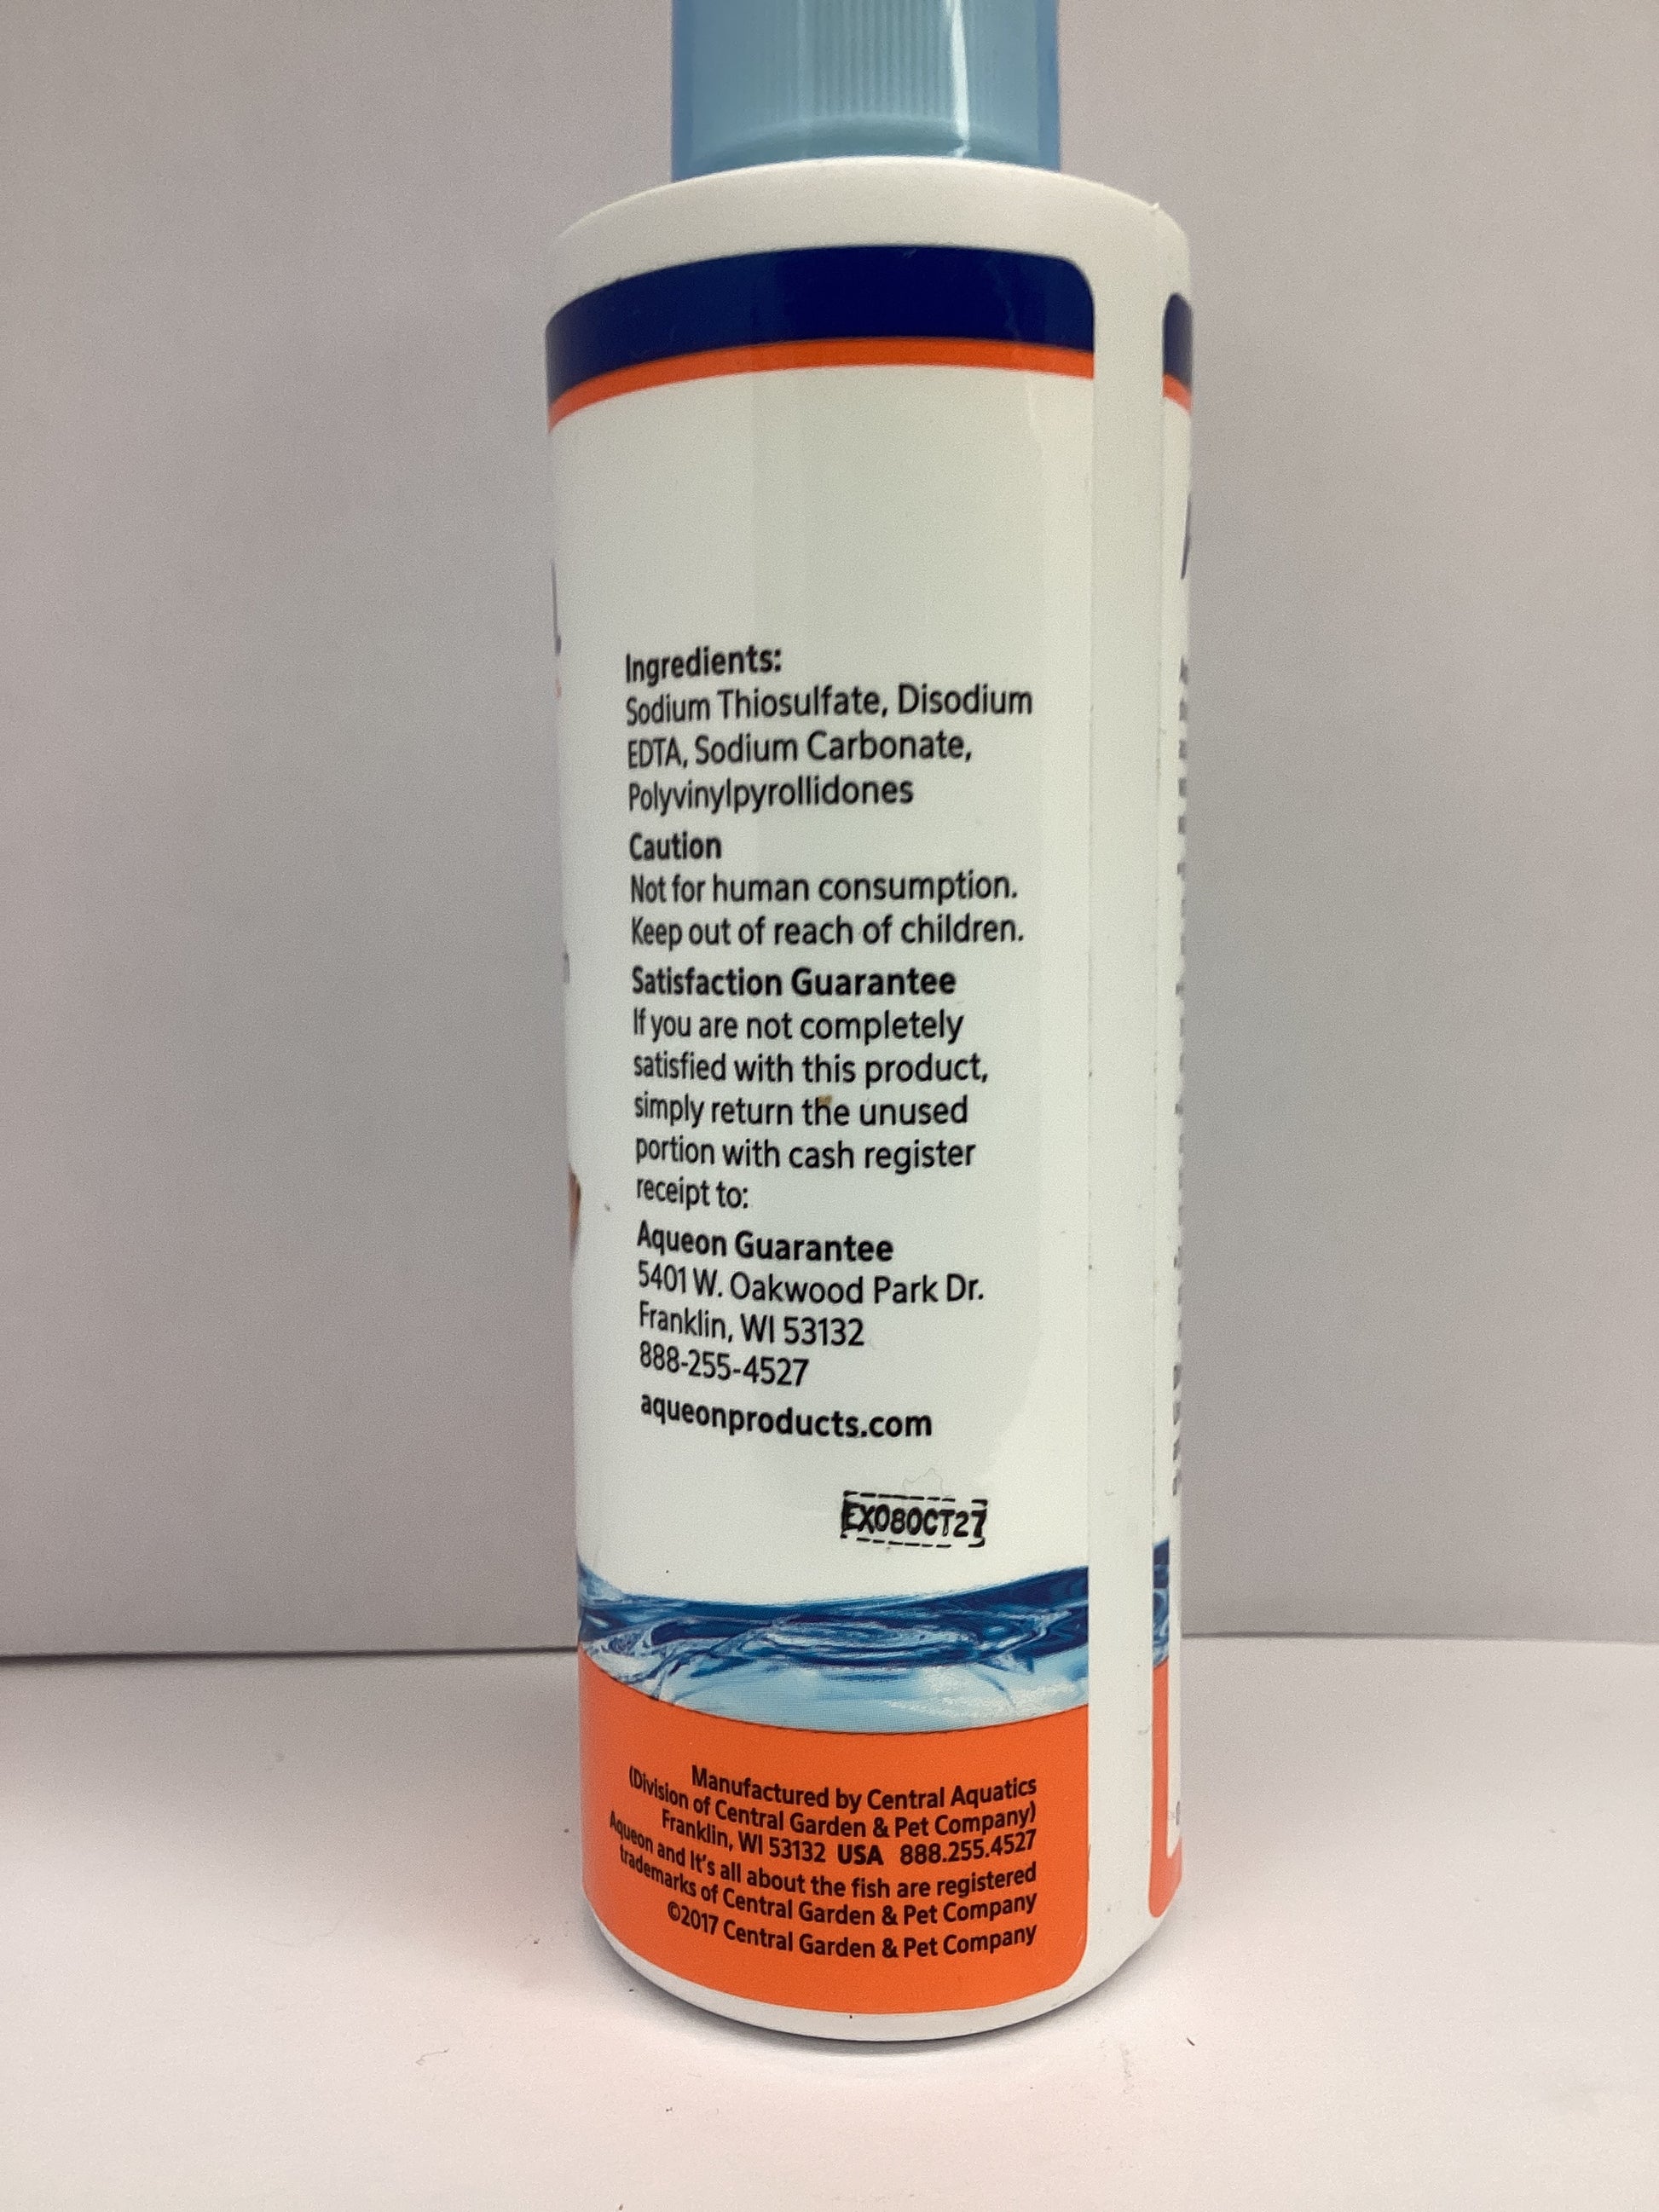 Ingredients:
Sodium Thiosulfate, Disodium
EDTA, Sodium Carbonate,
Polyvinylpyrollidones
Caution
Not for human consumption.
Keep out of reach of children.
Satisfaction Guarantee
If you are not completely
satisfied with this product,
simply return the unused
portion with cash register
receipt to:
Aqueon Guarantee
5401 W. Oakwood Park Dr.
Franklin, WI 53132
888-255-4527
aqueonproducts.com
EX08OCT27
Manufactured by Central Aquatics
(Division of Central Garden & Pet Company)
Franklin, WI 53132 USA 888.255.4527
Aqueon and It's all about the fish are registered
trademarks of Central Garden & Pet Company
©2017 Central Garden & Pet Company